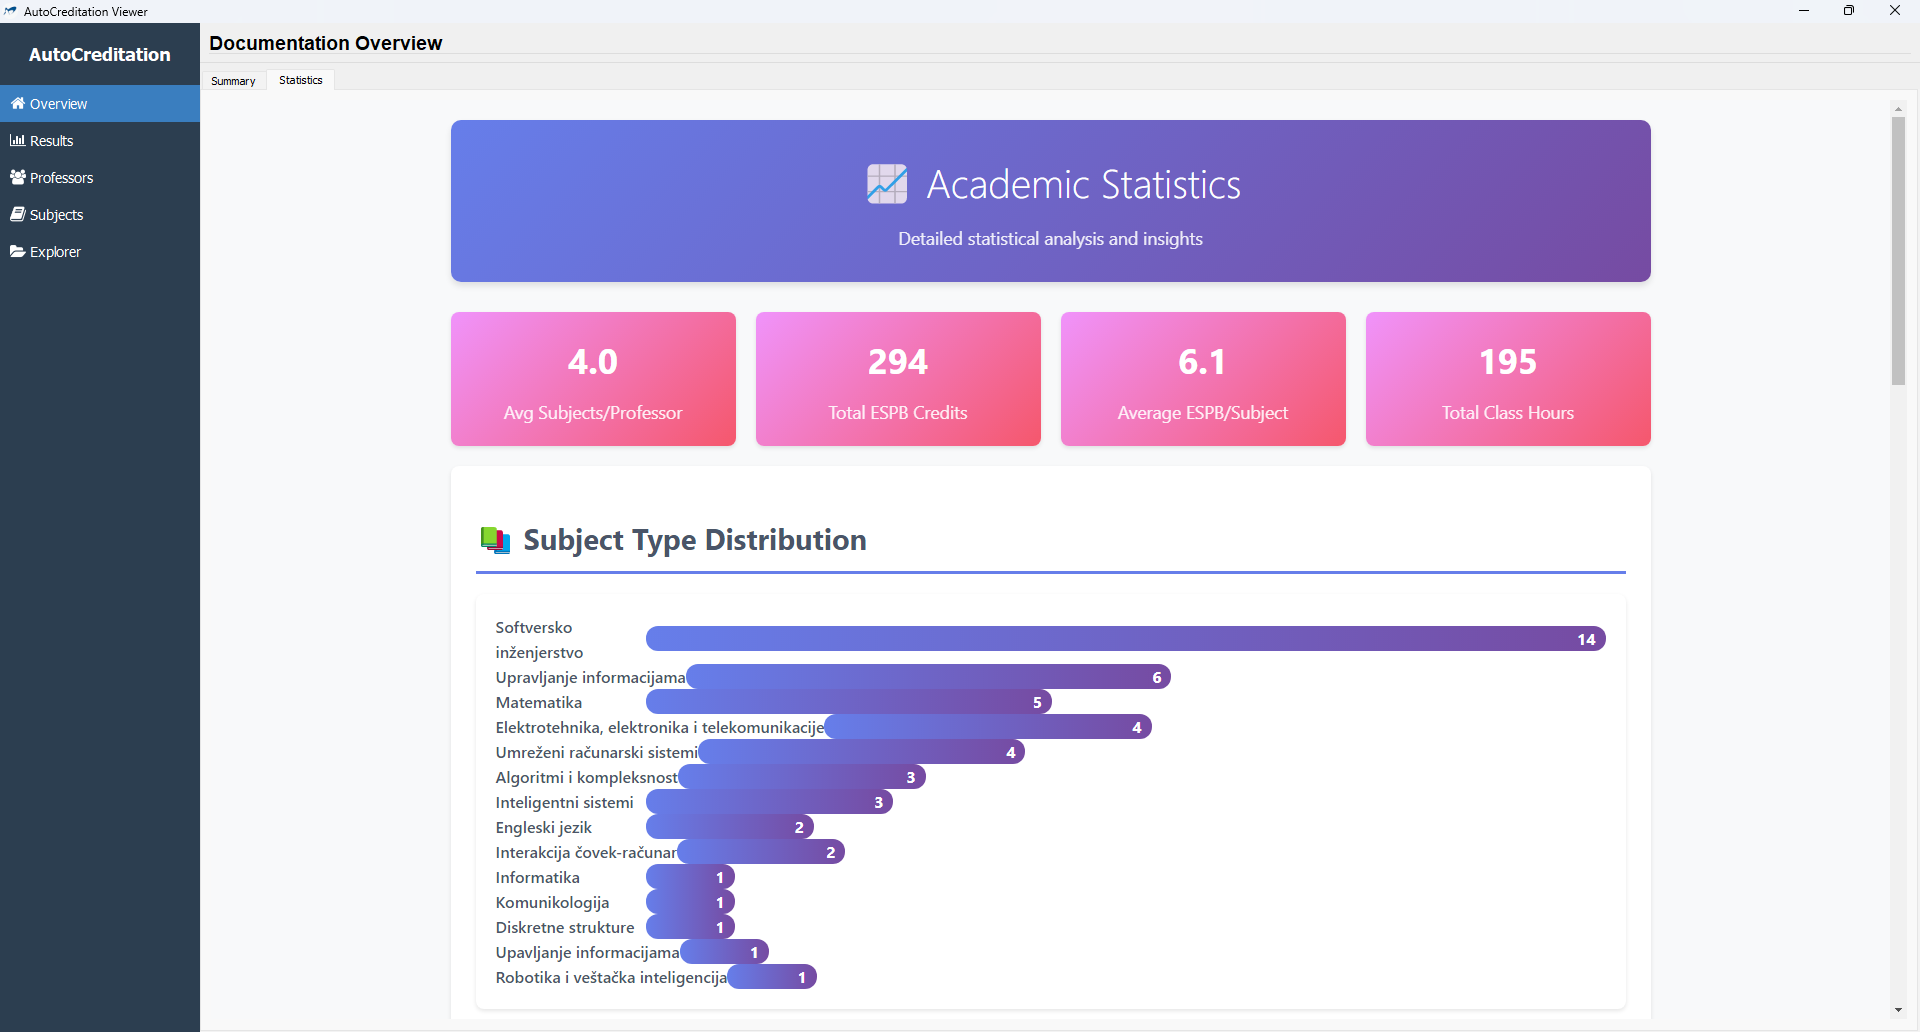 AutoCreditation Viewer
AutoCreditation
Overview
Results
Professors
Subjects
Explorer
Documentation Overview
Summary
Statistics
Academic Statistics
Detailed statistical analysis and insights
4.0
Avg Subjects/Professor
294
Total ESPB Credits
6.1
Average ESPB/Subject
195
Total Class Hours
Subject Type Distribution
Softversko
inženjerstvo 14
Upravljanje informacijama 6
Matematika 5
Elektrotehnika, elektronika i telekomunikacije 4
Umreženi računarski sistemi 4
Algoritmi i kompleksnost 3
Inteligentni sistemi 3
Engleski jezik 2
Interakcija čovek-računar 2
Informatika 1
Komunikologija 1
Diskretne strukture 1
Upavljanje informacijama 1
Robotika i veštačka inteligencija 1